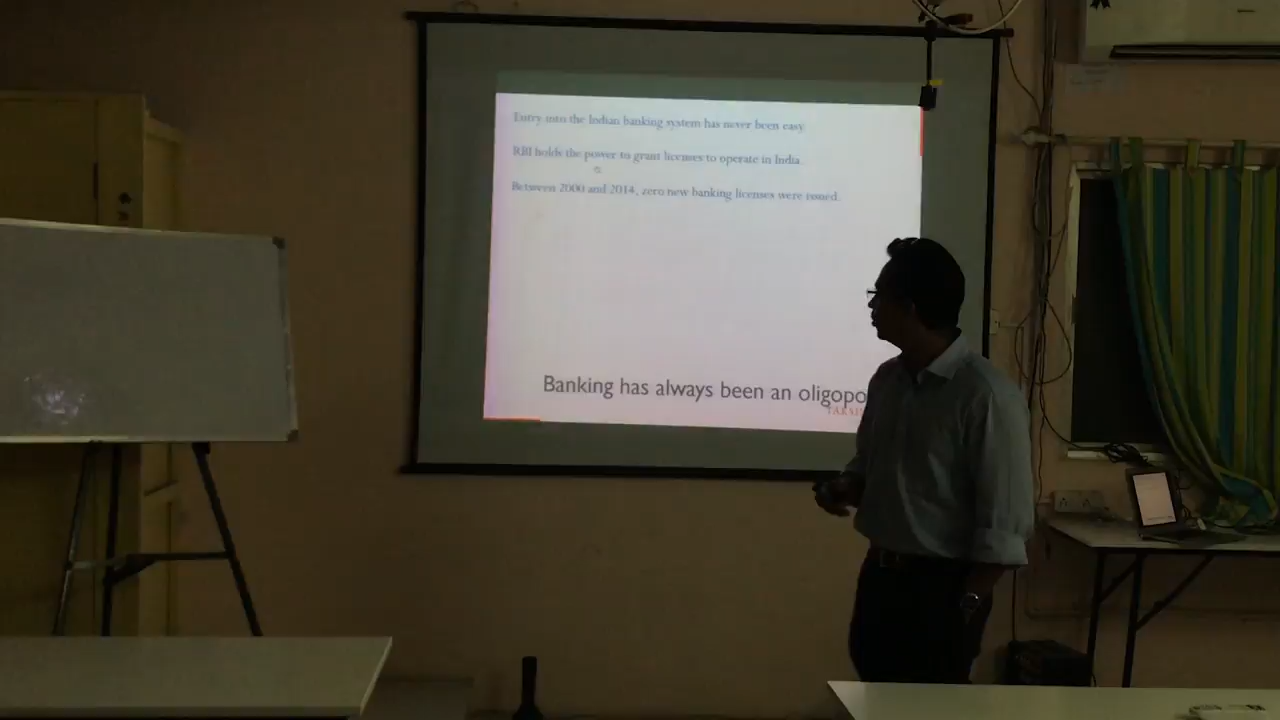 Entry into the Indian banking system has never been easy.
RBI holds the power to grant licenses to operate in India.
Between 2000 and 2014, zero new banking licenses were issued.
Banking has always been an oligopo